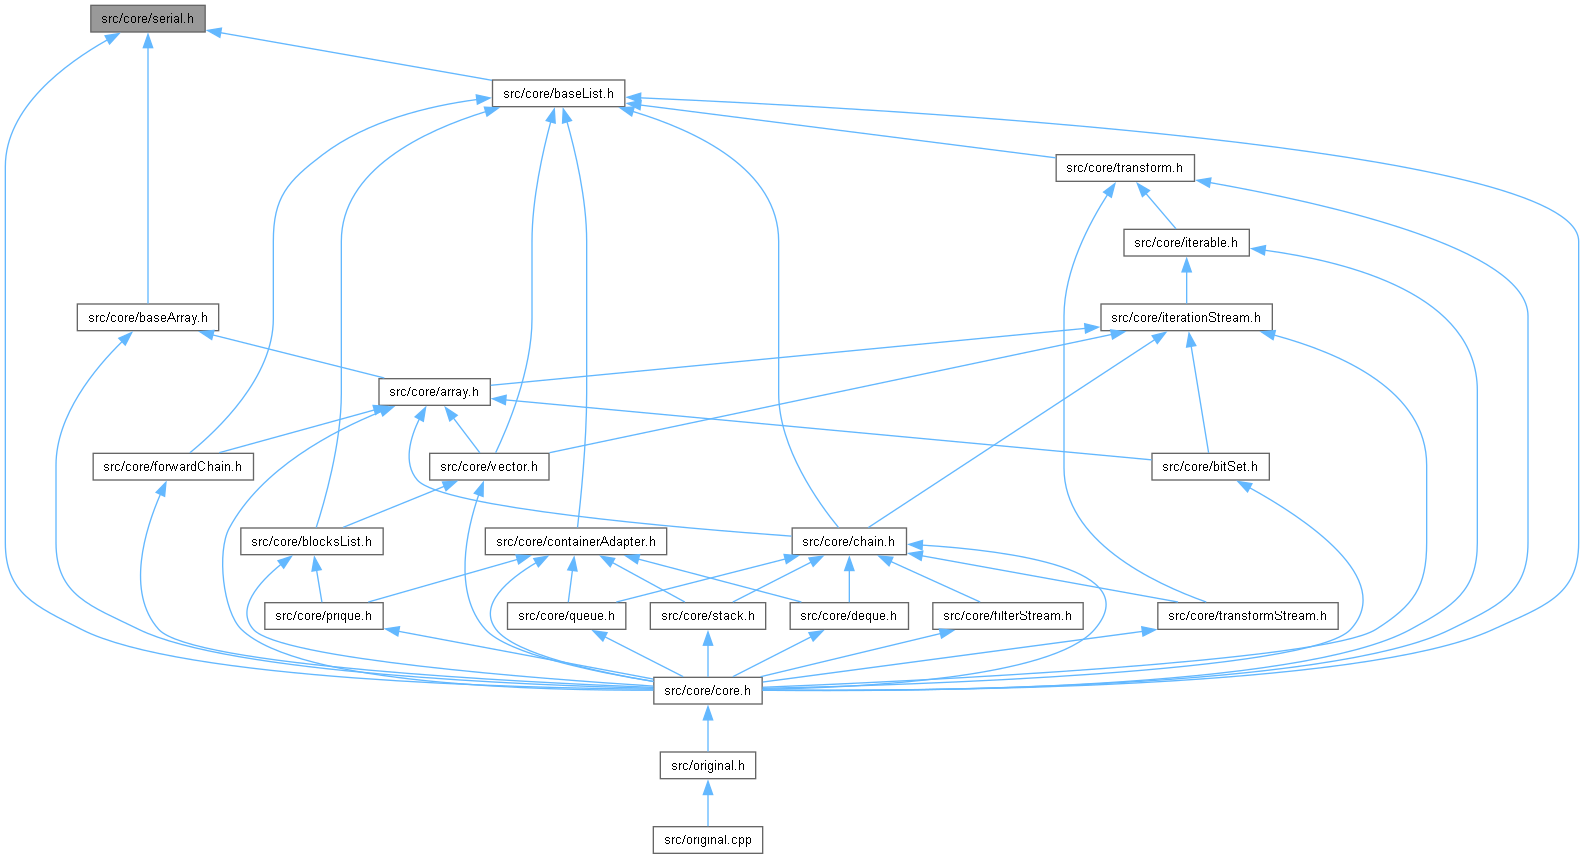 src/core/serial.h
src/core/baseList.h
src/core/transform.h
src/core/iterable.h
src/core/baseArray.h
src/core/iterationStream.h
src/core/array.h
src/core/forwardChain.h
src/core/vector.h
src/core/bitSet.h
src/core/blocksList.h
src/core/containerAdapter.h
src/core/chain.h
src/core/prique.h
src/core/queue.h
src/core/stack.h
src/core/deque.h
src/core/filterStream.h
src/core/transformStream.h
src/core/core.h
src/original.h
src/original.cpp